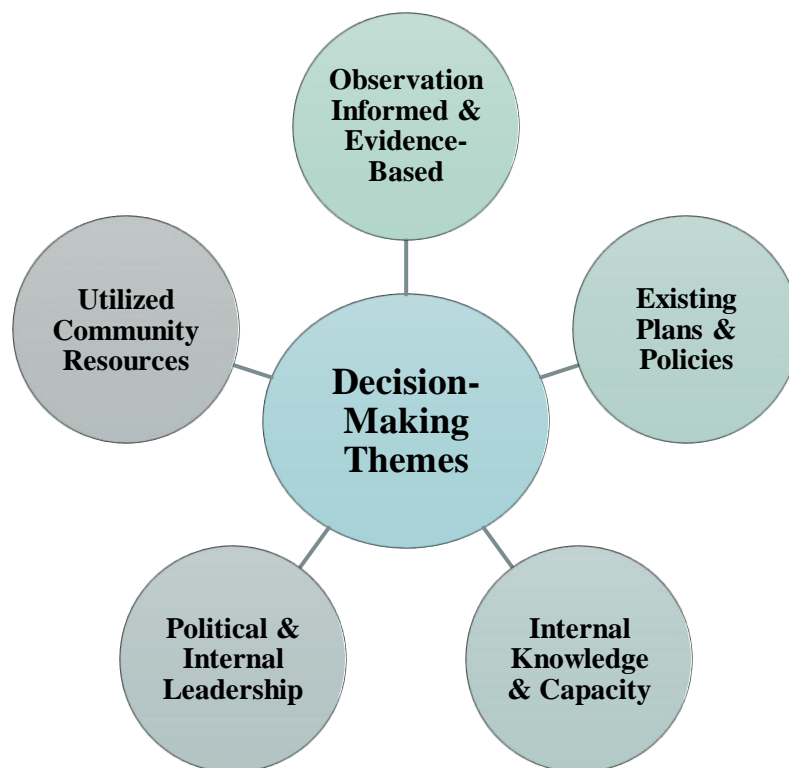 Observation
Informed &
Evidence-
Based
Existing
Plans &
Policies
Internal
Knowledge
& Capacity
Political &
Internal
Leadership
Utilized
Community
Resources
Decision-
Making
Themes